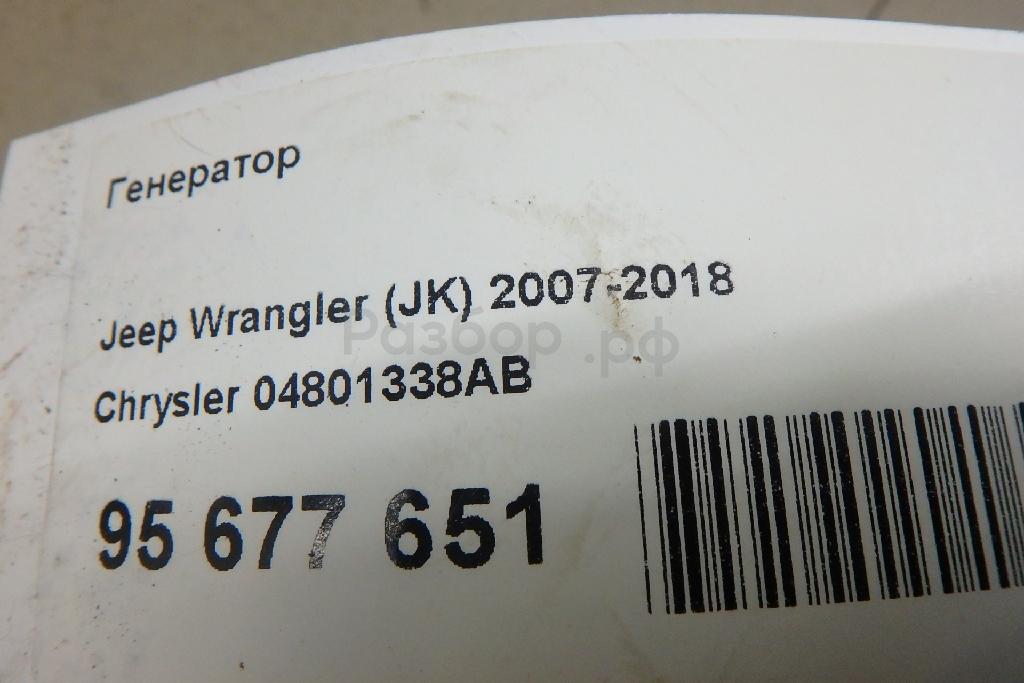 Генератор
Jeep Wrangler (JK) 2007-2018
Разбор.рф
Chrysler 04801338AB
95 677 651